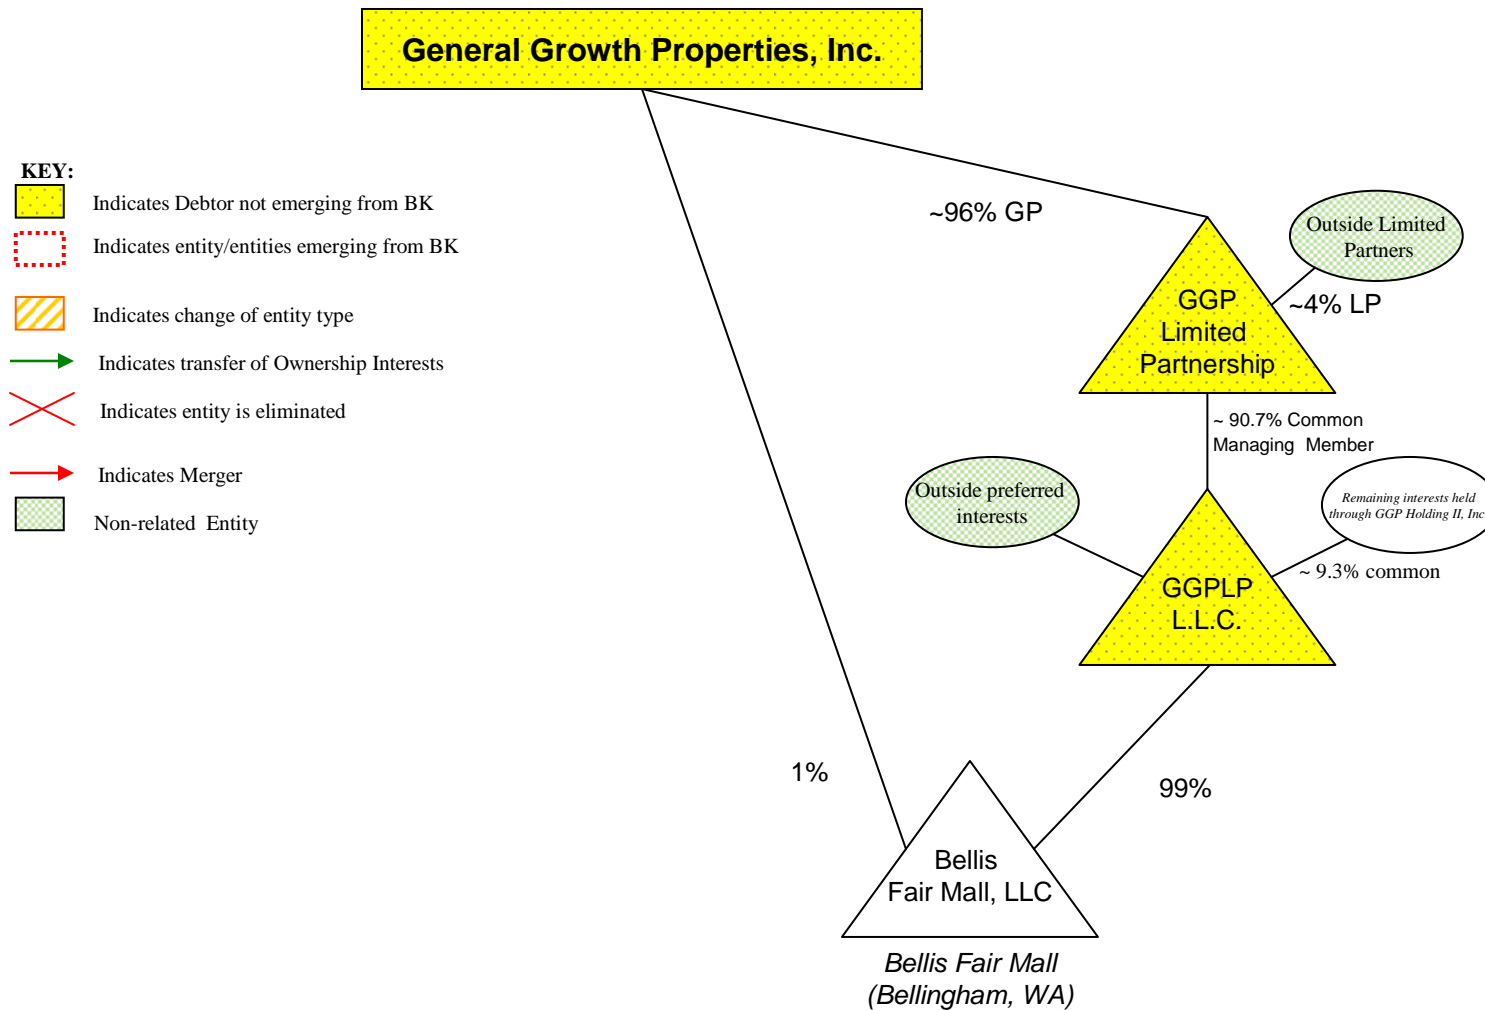 General Growth Properties, Inc.
KEY:
Indicates Debtor not emerging from BK
Indicates entity/entities emerging from BK
Indicates change of entity type
Indicates transfer of Ownership Interests
Indicates entity is eliminated
Indicates Merger
Non-related Entity
~96% GP
Outside Limited
Partners
~4% LP
GGP
Limited
Partnership
~ 90.7% Common
Managing Member
Outside preferred
interests
Remaining interests held
through GGP Holding II, Inc
~ 9.3% common
GGPLP
L.L.C.
1%
99%
Bellis
Fair Mall, LLC
Bellis Fair Mall
(Bellingham, WA)